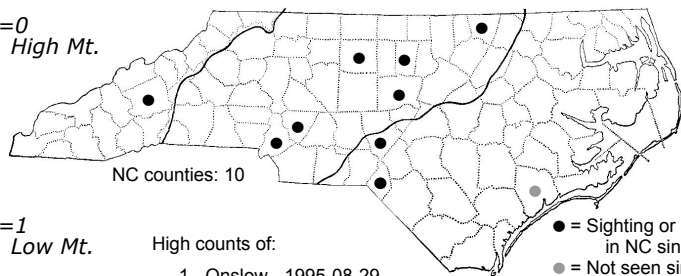 =0
High Mt.
NC counties: 10
=1
Low Mt.
High counts of:
1 - Onslow - 1995-08-29
● = Sighting or
in NC sin
● = Not seen si